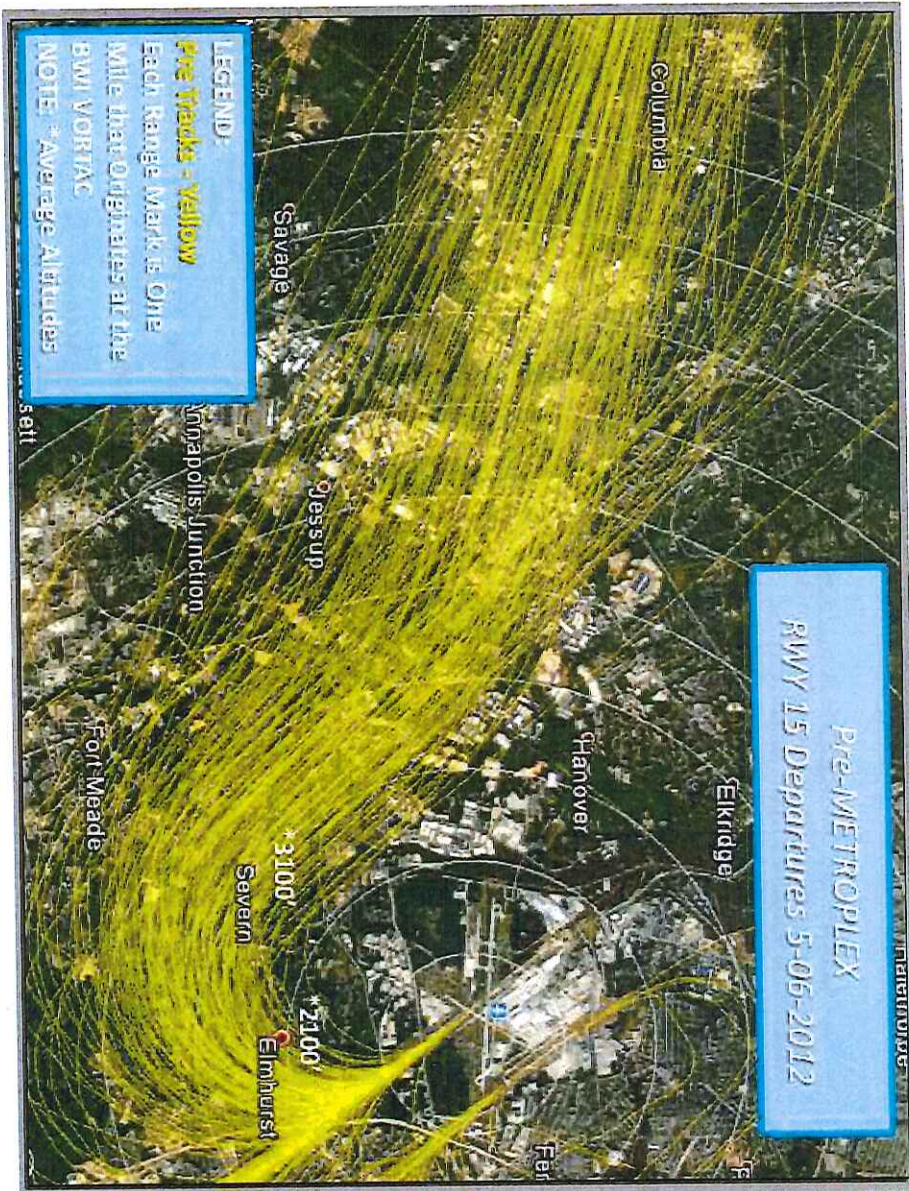 Pre-METROPLEX
RWY 15 Departures 5-06-2012
Columbia
Elkridge
Hanover
Savage
Jessup
Annapolis Junction
Fort Meade
*3100'
Severn
*2100'
Elmhurst
LEGEND:
Pre Tracks = Yellow
Each Range Mark is One
Mile that Originates at the
BWI VORTAC
NOTE: *Average Altitudes